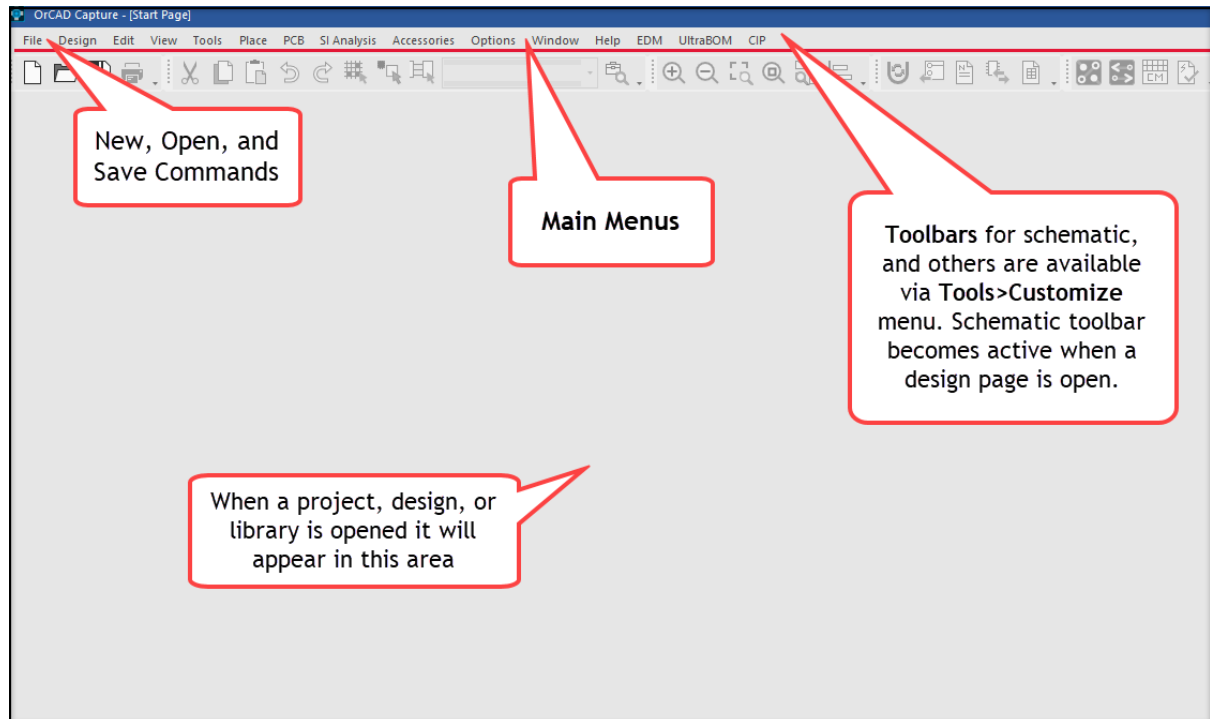 OrCAD Capture - [Start Page]
File Design Edit View Tools Place PCB SI Analysis Accessories Options Window Help EDM UltraBOM CIP
CM
New, Open, and
Save Commands
Main Menus
Toolbars for schematic,
and others are available
via Tools>Customize
menu. Schematic toolbar
becomes active when a
design page is open.
When a project, design, or
library is opened it will
appear in this area